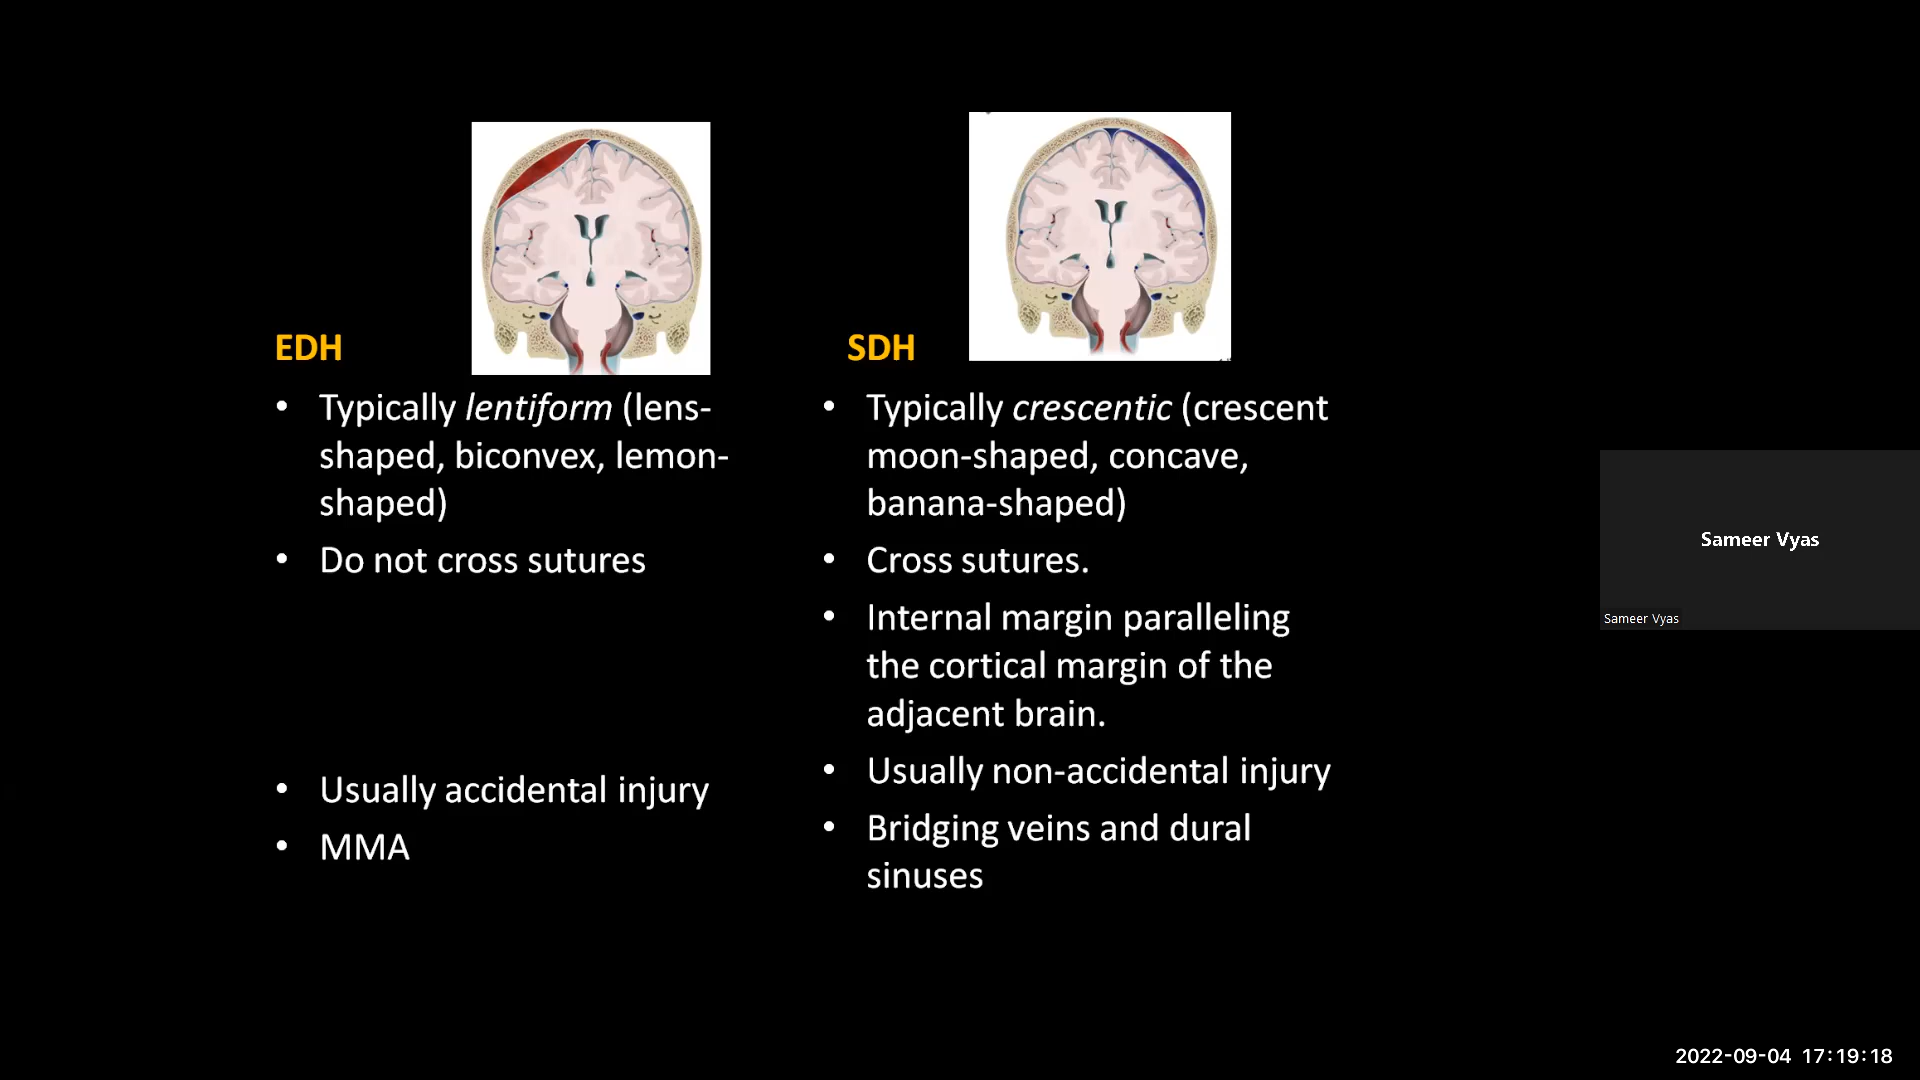 EDH
• Typically lentiform (lens-
shaped, biconvex, lemon-
shaped)
• Do not cross sutures
• Usually accidental injury
• MMA
SDH
• Typically crescentic (crescent
moon-shaped, concave,
banana-shaped)
• Cross sutures.
• Internal margin paralleling
the cortical margin of the
adjacent brain.
• Usually non-accidental injury
• Bridging veins and dural
sinuses
Sameer Vyas
Sameer Vyas
2022-09-04 17:19:18